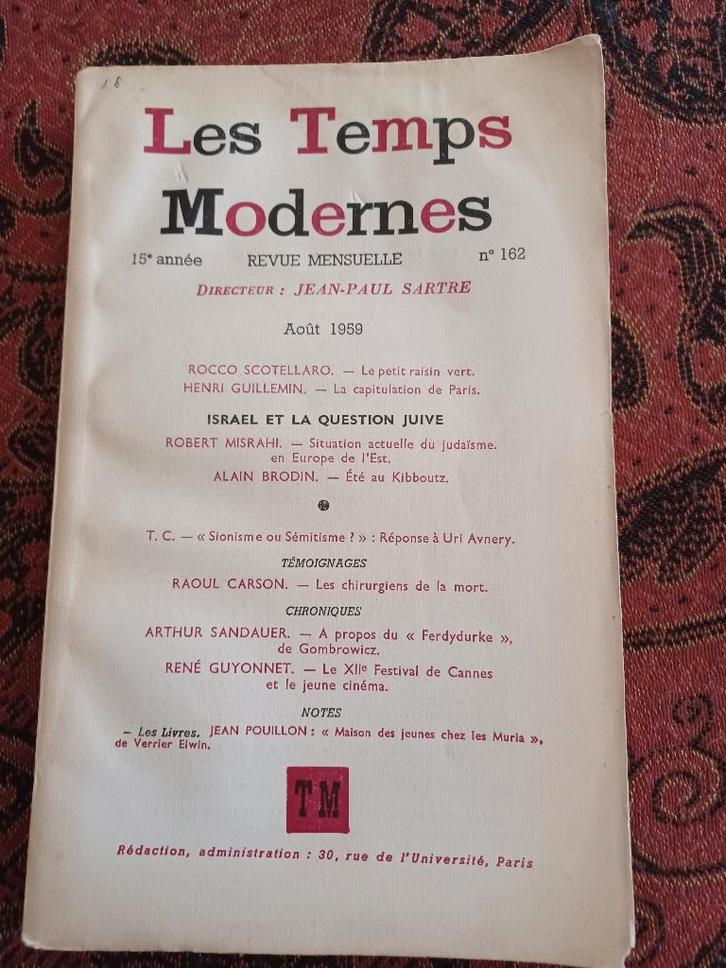 18
Les Temps
Modernes
15e année REVUE MENSUELLE n° 162
DIRECTEUR : JEAN-PAUL SARTRE
Août 1959
ROCCO SCOTELLARO. — Le petit raisin vert.
HENRI GUILLEMIN. — La capitulation de Paris.
ISRAEL ET LA QUESTION JUIVE
ROBERT MISRAHI. — Situation actuelle du judaïsme.
en Europe de l'Est.
ALAIN BRODIN. — Été au Kibboutz.
T. C. — « Sionisme ou Sémitisme ? » : Réponse à Uri Avnery.
TÉMOIGNAGES
RAOUL CARSON. — Les chirurgiens de la mort.
CHRONIQUES
ARTHUR SANDAUER. — A propos du « Ferdydurke »,
de Gombrowicz.
RENÉ GUYONNET. — Le XIIe Festival de Cannes
et le jeune cinéma.
NOTES
— Les Livres. JEAN POUILLON : « Maison des jeunes chez les Muria »,
de Verrier Elwin.
TM
Rédaction, administration : 30, rue de l'Université, Paris